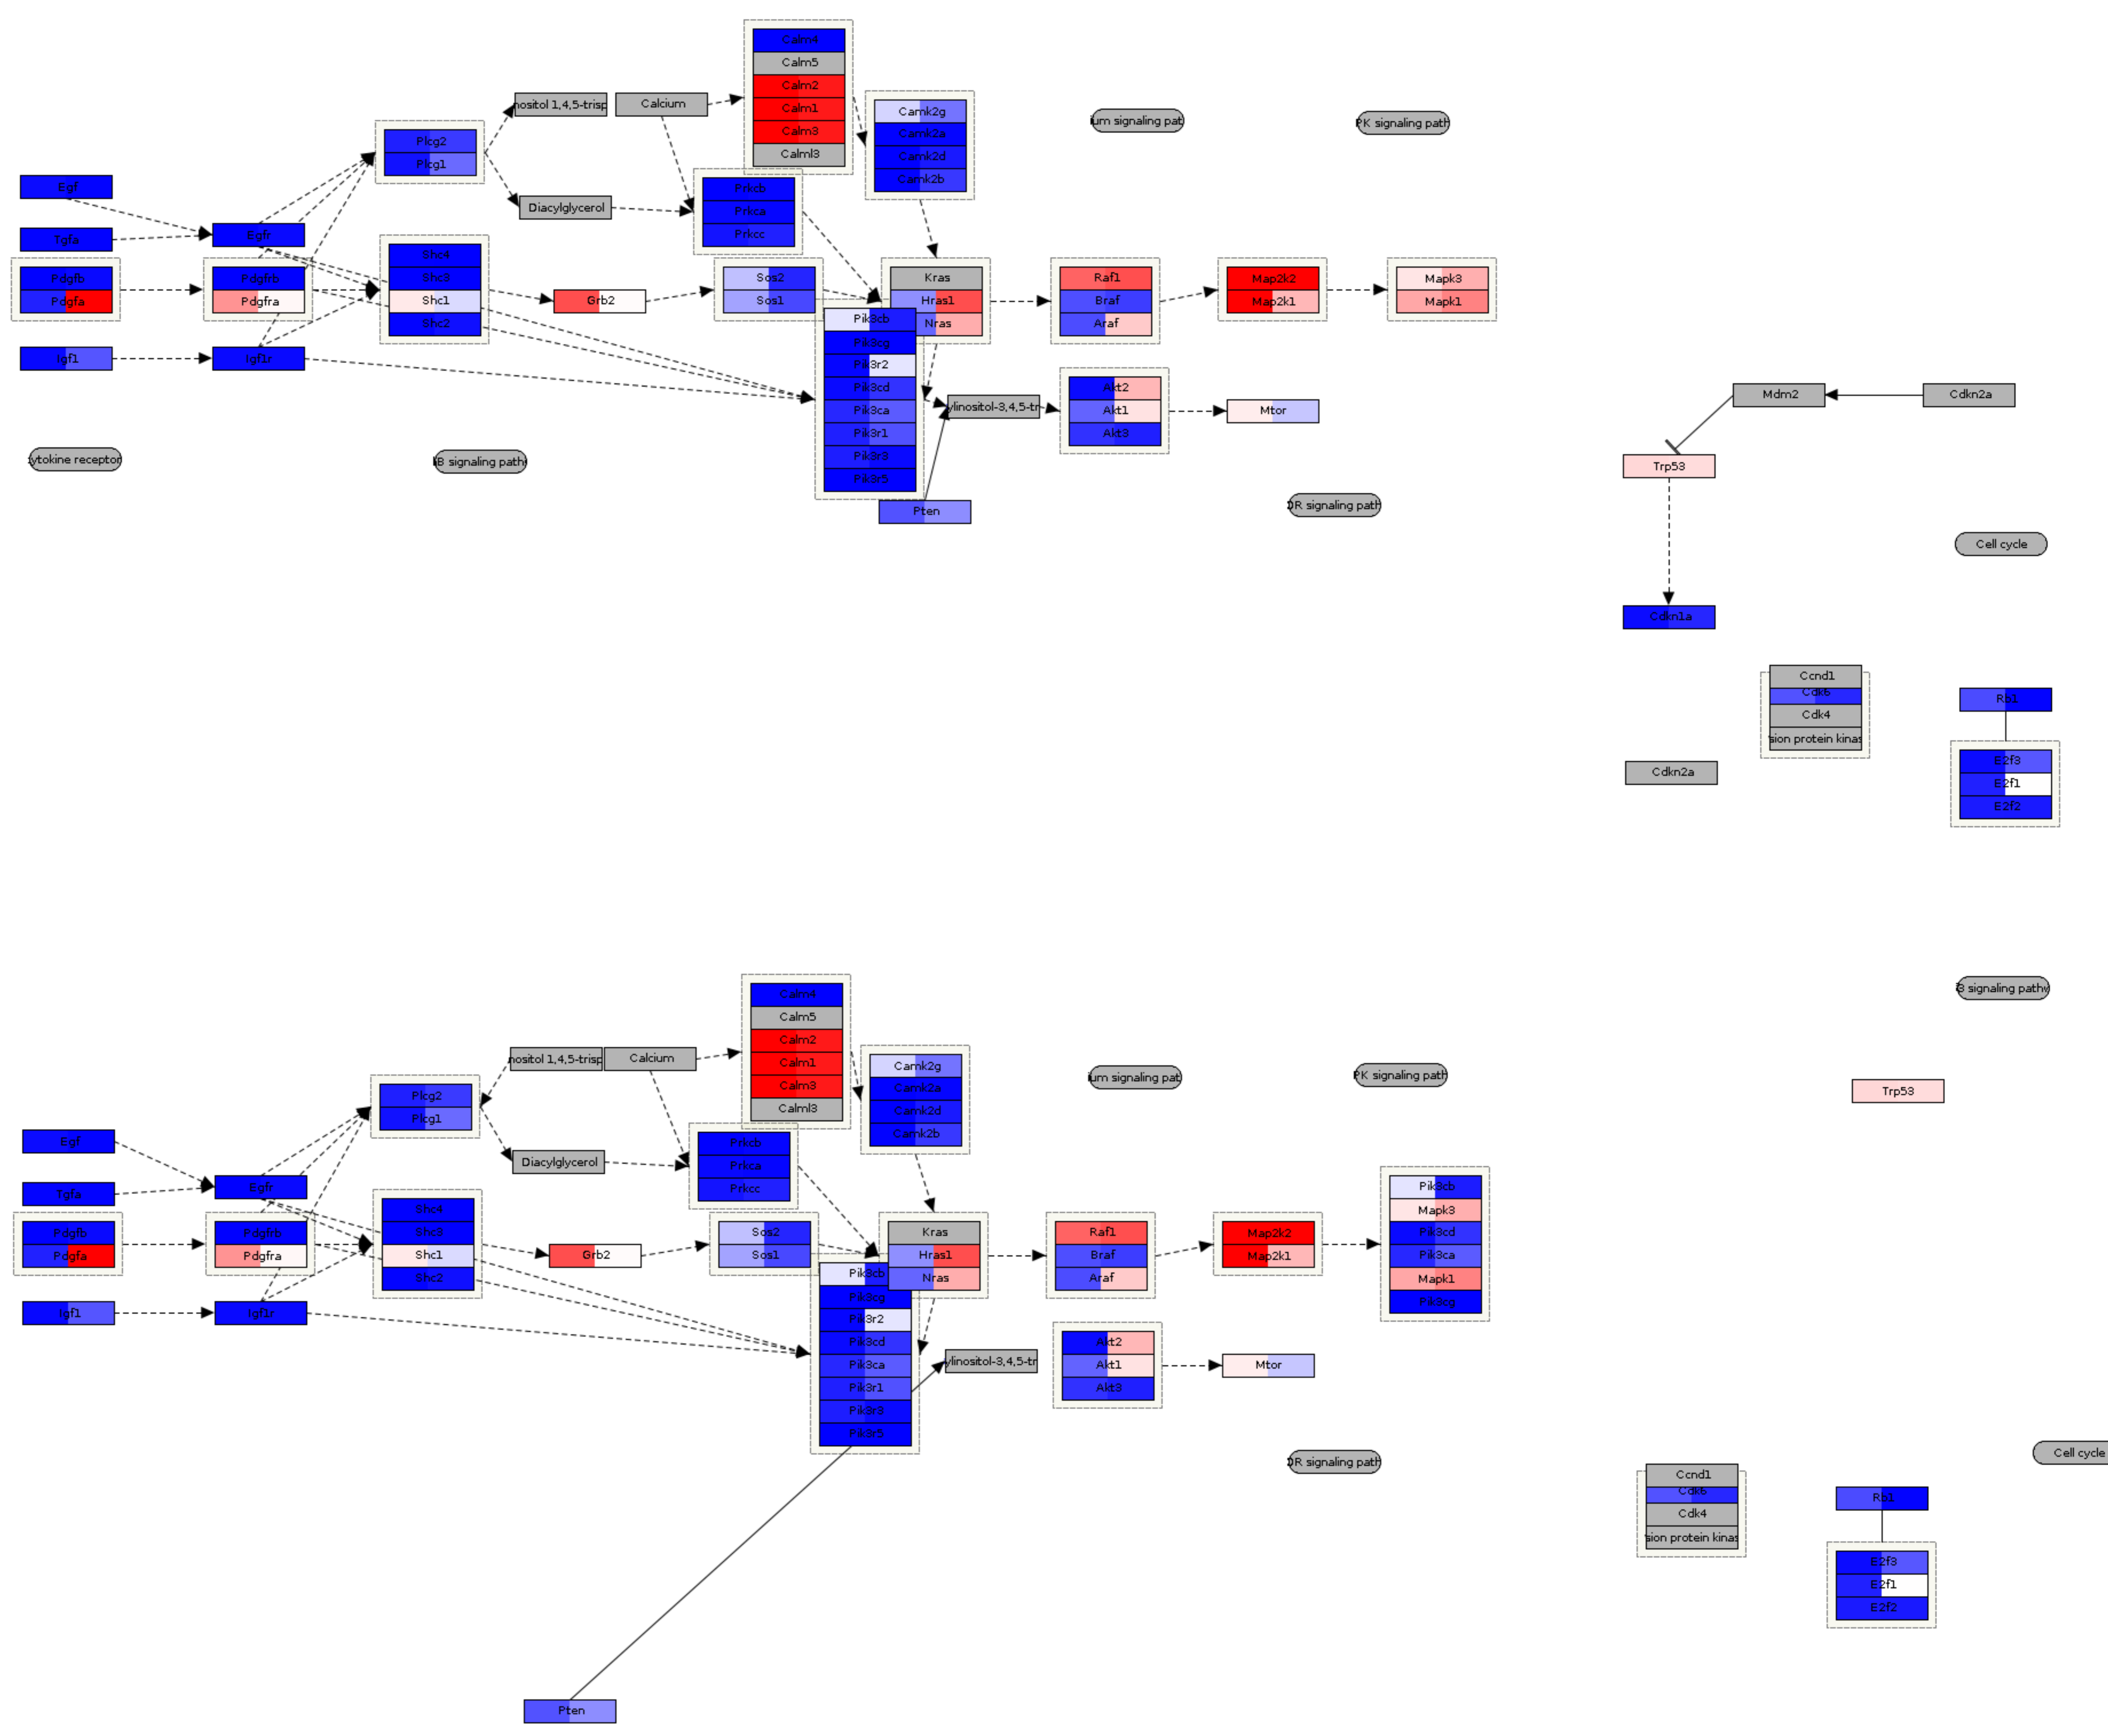 Calm4
Calm5
Calm2
Calm1
Calm3
Calml3
nositol 1,4,5-trisp
Calcium
Camk2g
Camk2a
Camk2d
Camk2b
ium signaling pat
PK signaling path
Plcg2
Plcg1
Egf
Tgfa
Egfr
Diacylglycerol
Prkcb
Prkca
Prkcc
Pdgfb
Pdgfa
Pdgfrb
Pdgfra
Shc4
Shc3
Shc1
Shc2
Grb2
Sos2
Sos1
Kras
Hras1
Nras
Raf1
Braf
Araf
Map2k2
Map2k1
Mapk3
Mapk1
Igf1
Igf1r
Pik3cb
Pik3cg
Pik3r2
Pik3cd
Pik3ca
Pik3r1
Pik3r3
Pik3r5
ylinositol-3,4,5-tr
Akt2
Akt1
Akt3
Mtor
Mdm2
Cdkn2a
Trp53
cytokine receptor
B signaling path
Pten
OR signaling path
Cell cycle
Cdkn1a
Ccnd1
Cdk6
Cdk4
sion protein kinas
Rb1
Cdkn2a
E2f3
E2f1
E2f2
Calm4
Calm5
Calm2
Calm1
Calm3
Calml3
nositol 1,4,5-trisp
Calcium
Camk2g
Camk2a
Camk2d
Camk2b
ium signaling pat
PK signaling path
B signaling pathw
Trp53
Plcg2
Plcg1
Egf
Tgfa
Egfr
Diacylglycerol
Prkcb
Prkca
Prkcc
Pdgfb
Pdgfa
Pdgfrb
Pdgfra
Shc4
Shc3
Shc1
Shc2
Grb2
Sos2
Sos1
Kras
Hras1
Nras
Raf1
Braf
Araf
Map2k2
Map2k1
Pik3cb
Mapk3
Pik3cd
Pik3ca
Mapk1
Pik3cg
Igf1
Igf1r
Pik3cb
Pik3cg
Pik3r2
Pik3cd
Pik3ca
Pik3r1
Pik3r3
Pik3r5
ylinositol-3,4,5-tr
Akt2
Akt1
Akt3
Mtor
OR signaling path
Cell cycle
Ccnd1
Cdk6
Cdk4
sion protein kinas
Rb1
E2f3
E2f1
E2f2
Pten